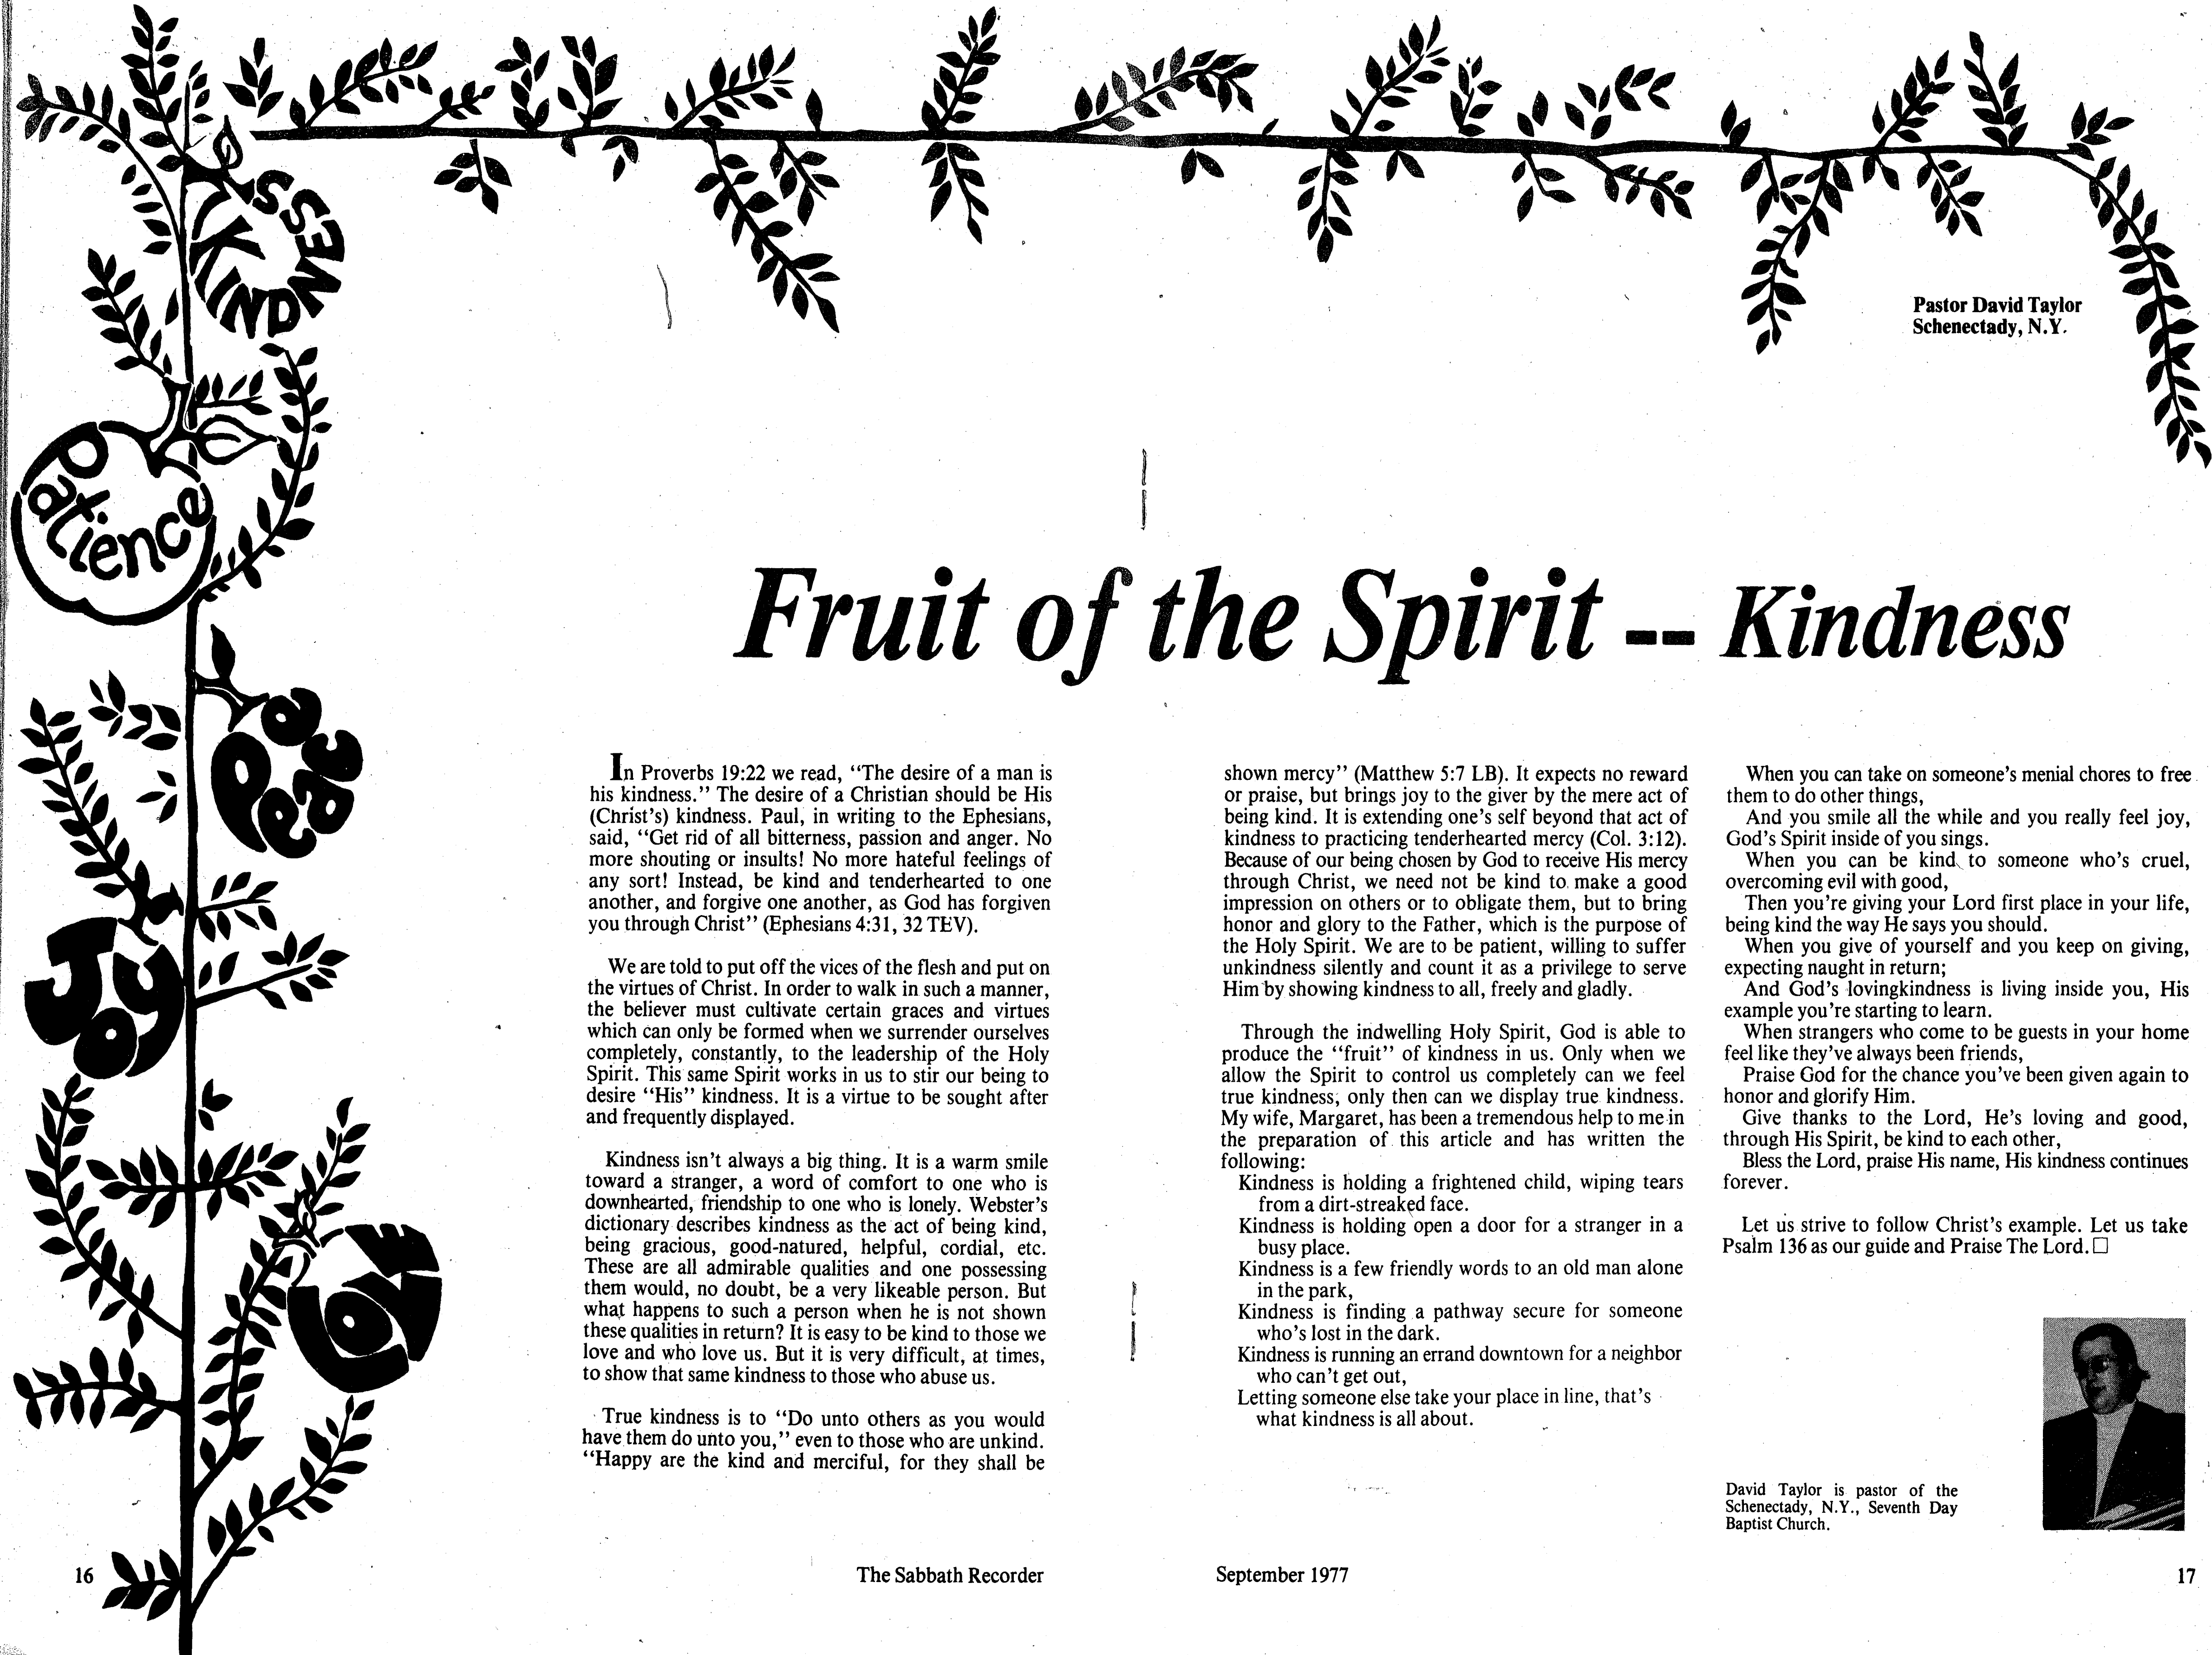 KINDNESS
Patience
Peace
Joy
LOVE
Pastor David Taylor
Schenectady, N.Y.
Fruit of the Spirit -- Kindness
In Proverbs 19:22 we read, “The desire of a man is
his kindness.” The desire of a Christian should be His
(Christ’s) kindness. Paul, in writing to the Ephesians,
said, “Get rid of all bitterness, passion and anger. No
more shouting or insults! No more hateful feelings of
any sort! Instead, be kind and tenderhearted to one
another, and forgive one another, as God has forgiven
you through Christ” (Ephesians 4:31, 32 TEV).
We are told to put off the vices of the flesh and put on
the virtues of Christ. In order to walk in such a manner,
the believer must cultivate certain graces and virtues
which can only be formed when we surrender ourselves
completely, constantly, to the leadership of the Holy
Spirit. This same Spirit works in us to stir our being to
desire “His” kindness. It is a virtue to be sought after
and frequently displayed.
Kindness isn’t always a big thing. It is a warm smile
toward a stranger, a word of comfort to one who is
downhearted, friendship to one who is lonely. Webster’s
dictionary describes kindness as the act of being kind,
being gracious, good-natured, helpful, cordial, etc.
These are all admirable qualities and one possessing
them would, no doubt, be a very likeable person. But
what happens to such a person when he is not shown
these qualities in return? It is easy to be kind to those we
love and who love us. But it is very difficult, at times,
to show that same kindness to those who abuse us.
True kindness is to “Do unto others as you would
have them do unto you,” even to those who are unkind.
“Happy are the kind and merciful, for they shall be
shown mercy” (Matthew 5:7 LB). It expects no reward
or praise, but brings joy to the giver by the mere act of
being kind. It is extending one’s self beyond that act of
kindness to practicing tenderhearted mercy (Col. 3:12).
Because of our being chosen by God to receive His mercy
through Christ, we need not be kind to make a good
impression on others or to obligate them, but to bring
honor and glory to the Father, which is the purpose of
the Holy Spirit. We are to be patient, willing to suffer
unkindness silently and count it as a privilege to serve
Him by showing kindness to all, freely and gladly.
Through the indwelling Holy Spirit, God is able to
produce the “fruit” of kindness in us. Only when we
allow the Spirit to control us completely can we feel
true kindness; only then can we display true kindness.
My wife, Margaret, has been a tremendous help to me in
the preparation of this article and has written the
following:
Kindness is holding a frightened child, wiping tears
from a dirt-streaked face.
Kindness is holding open a door for a stranger in a
busy place.
Kindness is a few friendly words to an old man alone
in the park,
Kindness is finding a pathway secure for someone
who’s lost in the dark.
Kindness is running an errand downtown for a neighbor
who can’t get out,
Letting someone else take your place in line, that’s
what kindness is all about.
When you can take on someone’s menial chores to free
them to do other things,
And you smile all the while and you really feel joy,
God’s Spirit inside of you sings.
When you can be kind to someone who’s cruel,
overcoming evil with good,
Then you’re giving your Lord first place in your life,
being kind the way He says you should.
When you give of yourself and you keep on giving,
expecting naught in return;
And God’s lovingkindness is living inside you, His
example you’re starting to learn.
When strangers who come to be guests in your home
feel like they’ve always been friends,
Praise God for the chance you’ve been given again to
honor and glorify Him.
Give thanks to the Lord, He’s loving and good,
through His Spirit, be kind to each other,
Bless the Lord, praise His name, His kindness continues
forever.
Let us strive to follow Christ’s example. Let us take
Psalm 136 as our guide and Praise The Lord.□
David Taylor is pastor of the
Schenectady, N.Y., Seventh Day
Baptist Church.
16
The Sabbath Recorder
September 1977
17